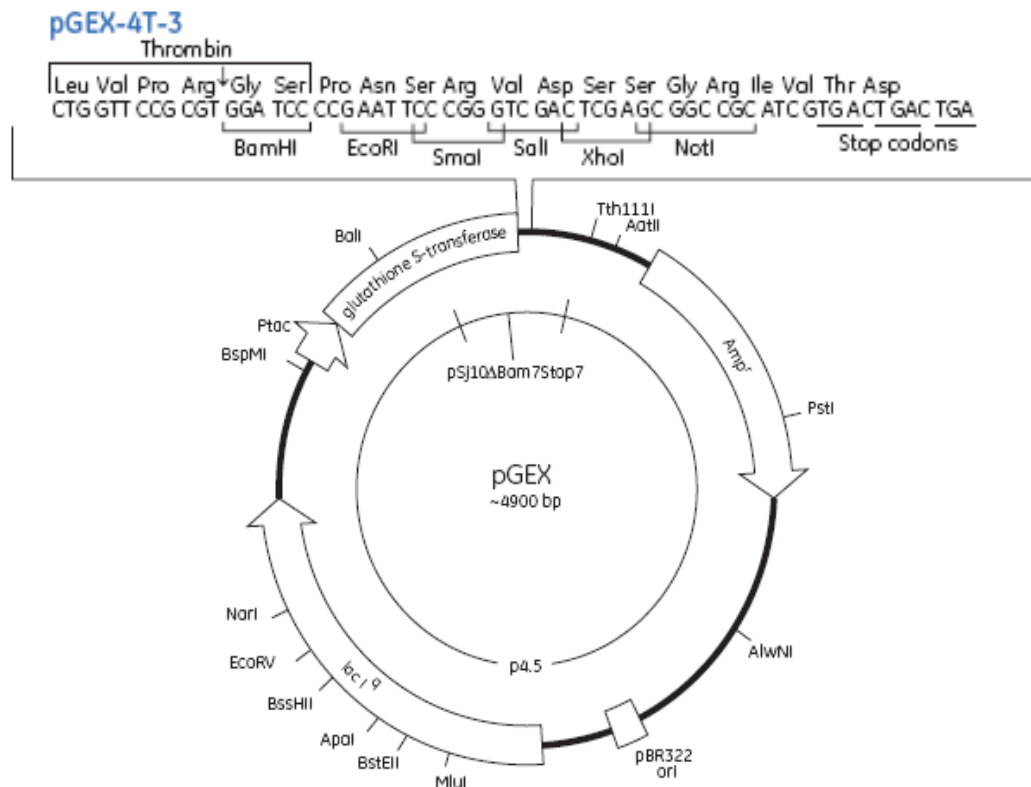 pGEX-4T-3
Thrombin
Leu Val Pro Arg↓Gly Ser Pro Asn Ser Arg Val Asp Ser Ser Gly Arg Ile Val Thr Asp
CTG GTT CCG CGT GGA TCC CCG AAT TCC CGG GTC GAC TCG AGC GGC CGC ATC GTG ACT GAC TGA
BamHI EcoRI SmaI SalI XhoI NotI Stop codons
Tth111I
AatII
BalI
glutathione S-transferase
Ptac
BspMI
Ampr
pSj10ΔBam7Stop7
PstI
pGEX
~4900 bp
NarI
EcoRV
BssHII
ApaI
BstEII
MluI
lac Iq
p4.5
AlwNI
pBR322
ori